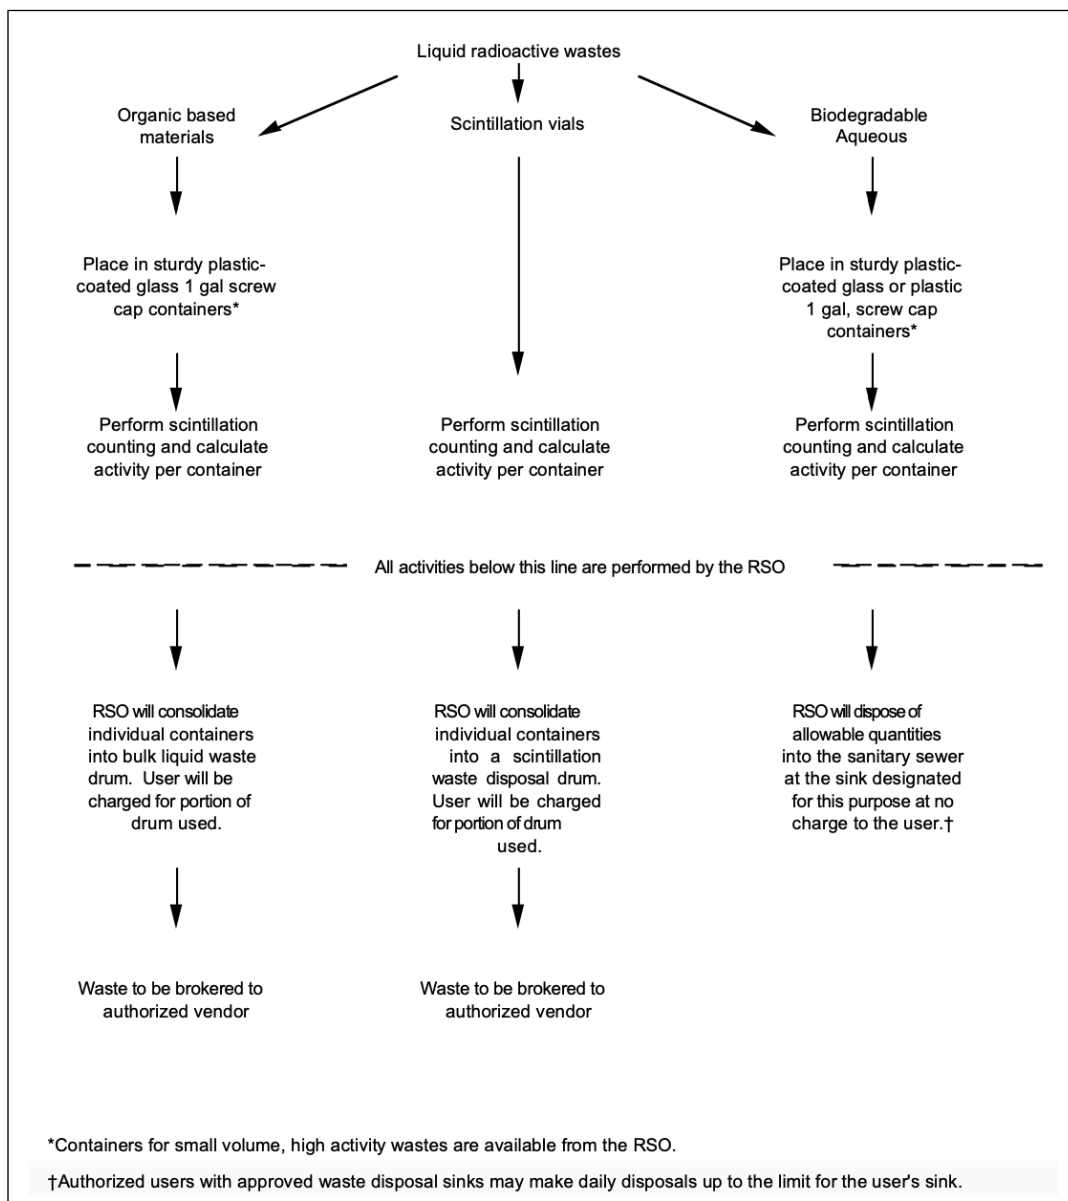 Liquid radioactive wastes
Organic based
materials
Scintillation vials
Biodegradable
Aqueous
Place in sturdy plastic-
coated glass 1 gal screw
cap containers*
Place in sturdy plastic-
coated glass or plastic
1 gal, screw cap
containers*
Perform scintillation
counting and calculate
activity per container
Perform scintillation
counting and calculate
activity per container
Perform scintillation
counting and calculate
activity per container
All activities below this line are performed by the RSO
RSO will consolidate
individual containers
into bulk liquid waste
drum. User will be
charged for portion of
drum used.
RSO will consolidate
individual containers
into a scintillation
waste disposal drum.
User will be charged
for portion of drum
used.
RSO will dispose of
allowable quantities
into the sanitary sewer
at the sink designated
for this purpose at no
charge to the user.†
Waste to be brokered to
authorized vendor
Waste to be brokered to
authorized vendor
*Containers for small volume, high activity wastes are available from the RSO.
†Authorized users with approved waste disposal sinks may make daily disposals up to the limit for the user's sink.